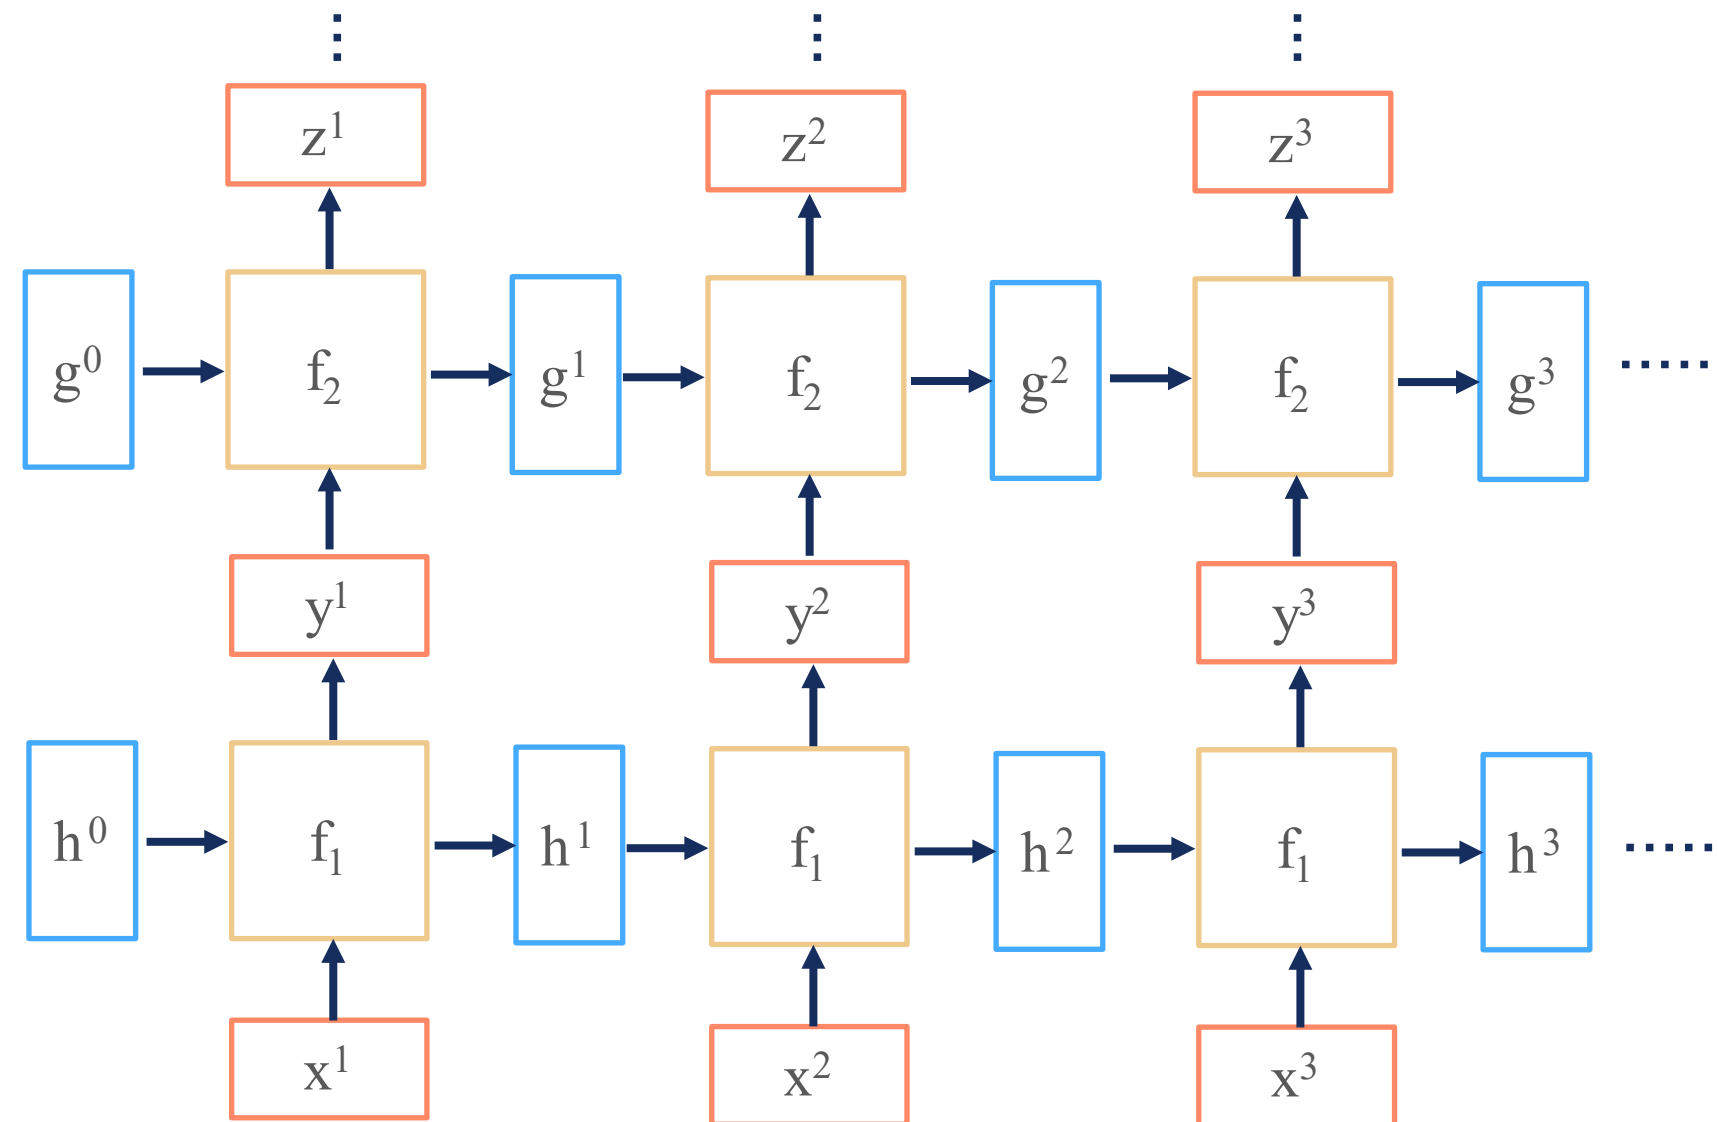 z¹ z² z³
g⁰ f₂ g¹ f₂ g² f₂ g³
y¹ y² y³
h⁰ f₁ h¹ f₁ h² f₁ h³
x¹ x² x³